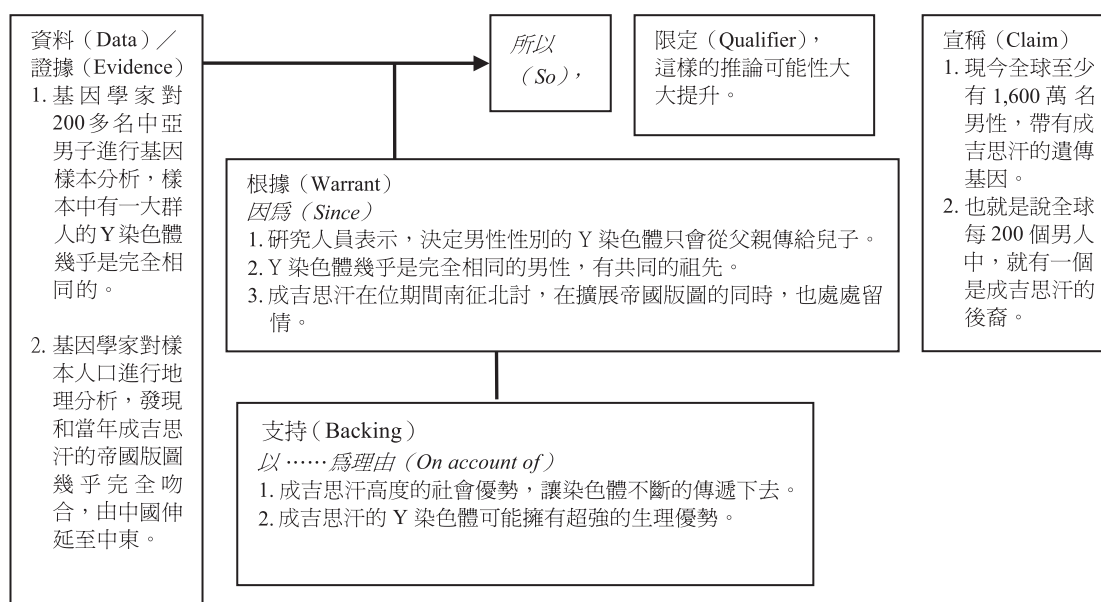 資料（Data）／
證據（Evidence）
1. 基因學家對
200多名中亞
男子進行基因
樣本分析，樣
本中有一大群
人的Y染色體
幾乎是完全相
同的。
2. 基因學家對樣
本人口進行地
理分析，發現
和當年成吉思
汗的帝國版圖
幾乎完全吻
合，由中國伸
延至中東。
所以
（So），
限定（Qualifier），
這樣的推論可能性大
大提升。
根據（Warrant）
因為（Since）
1. 研究人員表示，決定男性性別的 Y 染色體只會從父親傳給兒子。
2. Y 染色體幾乎是完全相同的男性，有共同的祖先。
3. 成吉思汗在位期間南征北討，在擴展帝國版圖的同時，也處處留
情。
支持（Backing）
以……為理由（On account of）
1. 成吉思汗高度的社會優勢，讓染色體不斷的傳遞下去。
2. 成吉思汗的 Y 染色體可能擁有超強的生理優勢。
宣稱（Claim）
1. 現今全球至少
有 1,600 萬名
男性，帶有成
吉思汗的遺傳
基因。
2. 也就是說全球
每 200 個男人
中，就有一個
是成吉思汗的
後裔。